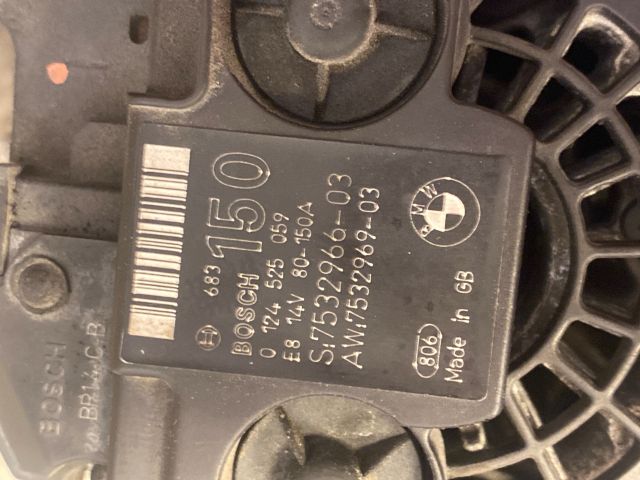 683
150
BOSCH
0 124 525 059
E8 14V 80-150A
S:7532966-03
AW:7532969-03
BMW
806
Made in GB
BOSCH
BR14-C-B